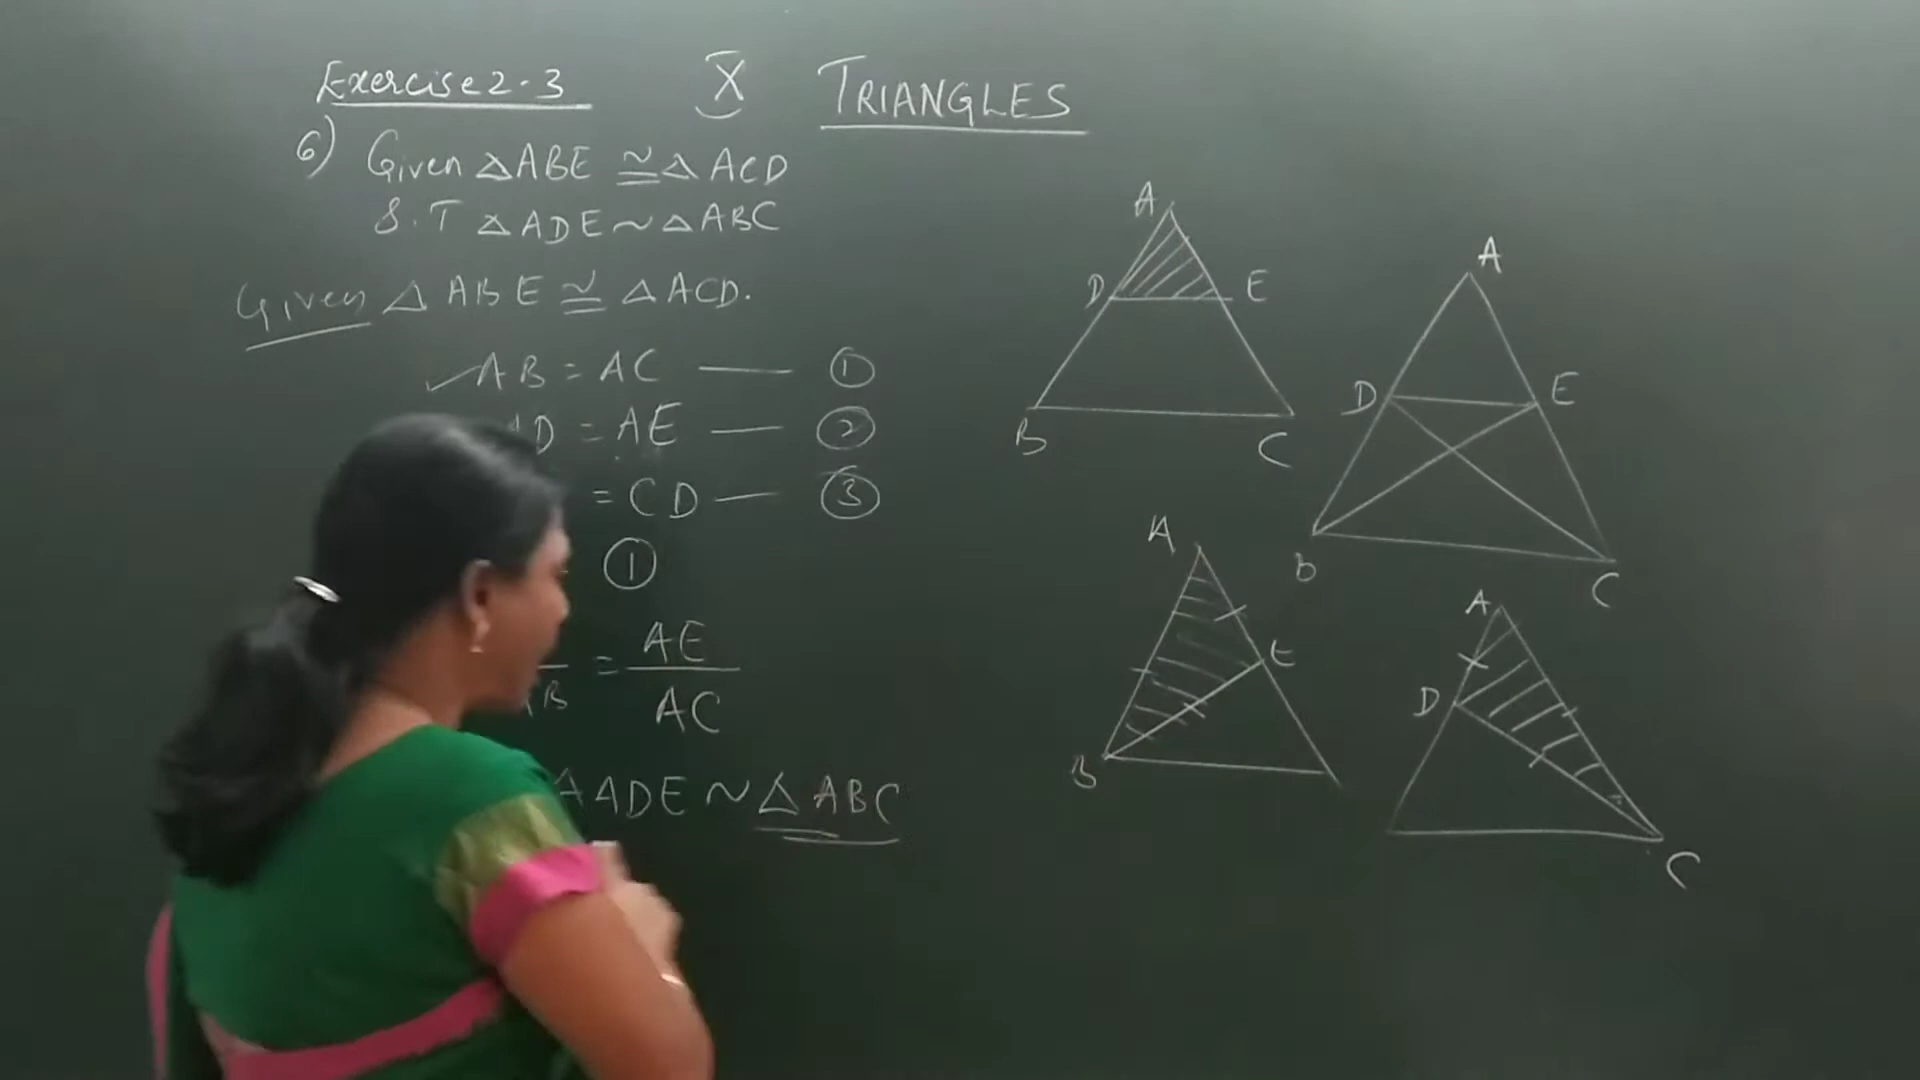 Exercise 2.3 X TRIANGLES
6) Given △ABE ≅ △ACD
S.T △ADE ~ △ABC
Given △ABE ≅ △ACD.
✓AB = AC — ①
AD = AE — ②
= CD — ③
①
= AE
AC
△ADE ~ △ABC
A
D E
B C
A
D E
B C
A
E
B
A
D
C